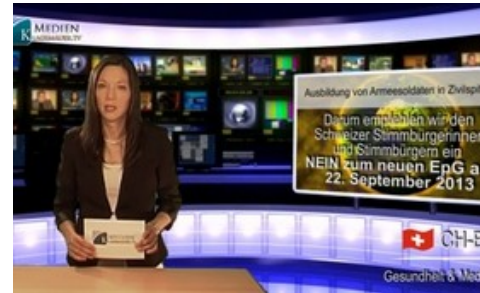 MEDIEN
KLAGEMAUER.TV
Ausbildung von Armeesoldaten in Zivilspit
Darum empfehlen wir den
Schweizer Stimmbürgerinnen
und Stimmbürgern ein
NEIN zum neuen EpG a
22. September 2013
CH-E
Gesundheit & Med